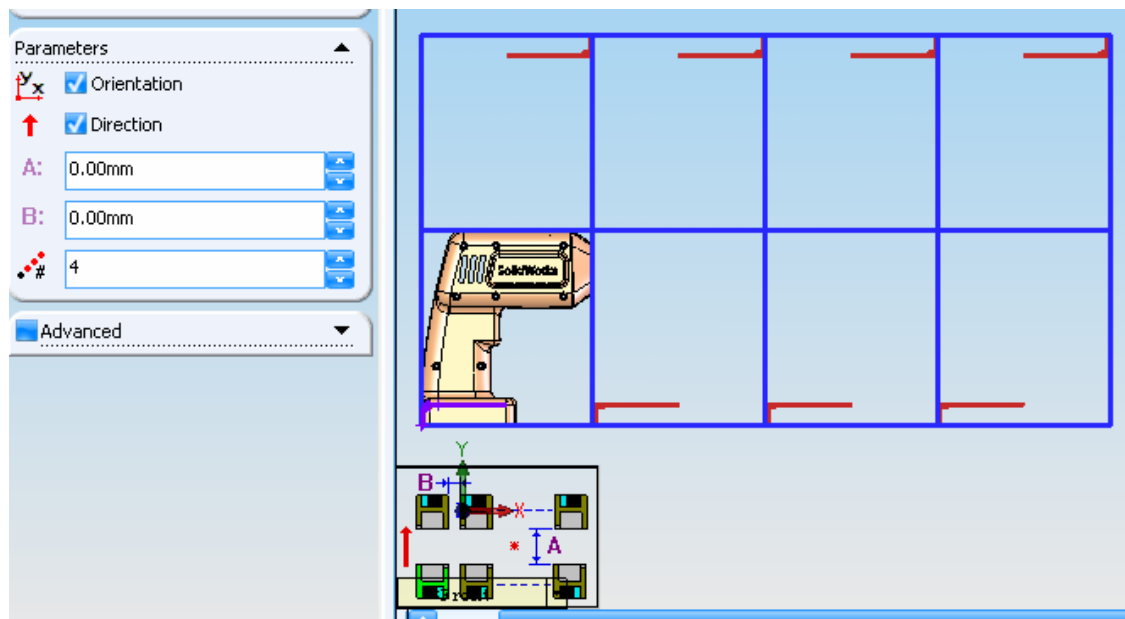 Parameters
Y
x
Orientation
Direction
A:
0.00mm
B:
0.00mm
#
4
Advanced
SolidWorks
Y
B
X
A